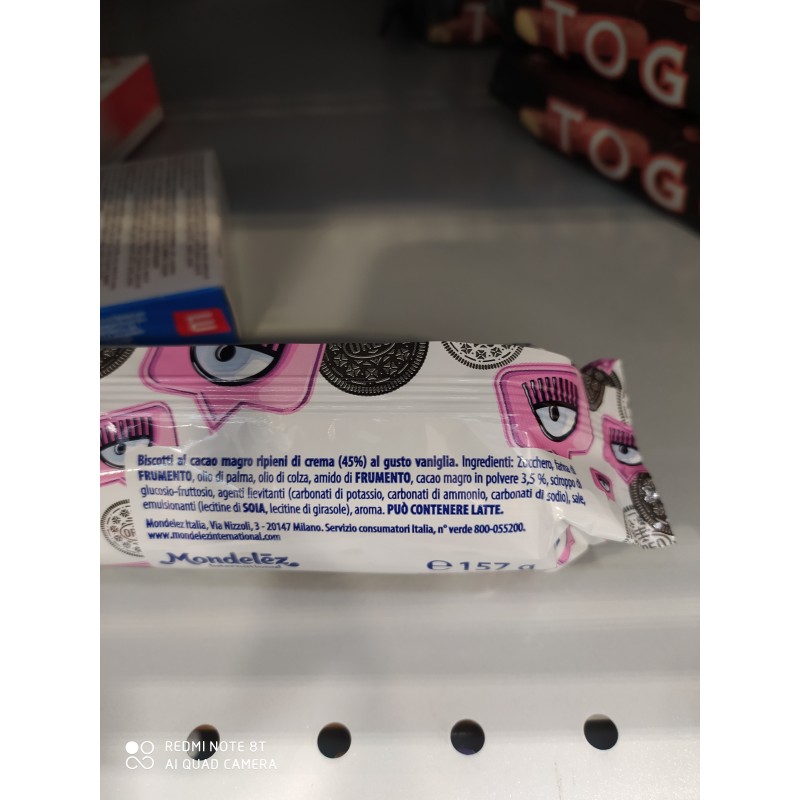 TOG
TOG
LU
Biscotti al cacao magro ripieni di crema (45%) al gusto vaniglia. Ingredienti: Zucchero, farina di
FRUMENTO, olio di palma, olio di colza, amido di FRUMENTO, cacao magro in polvere 3,5 %, sciroppo di
glucosio-fruttosio, agenti lievitanti (carbonati di potassio, carbonati di ammonio, carbonati di sodio), sale,
emulsionanti (lecitine di SOIA, lecitine di girasole), aroma. PUÒ CONTENERE LATTE.
Mondelez Italia, Via Nizzoli, 3 - 20147 Milano. Servizio consumatori Italia, n° verde 800-055200.
www.mondelezinternational.com
Mondelēz
℮ 157 g
REDMI NOTE 8T
AI QUAD CAMERA